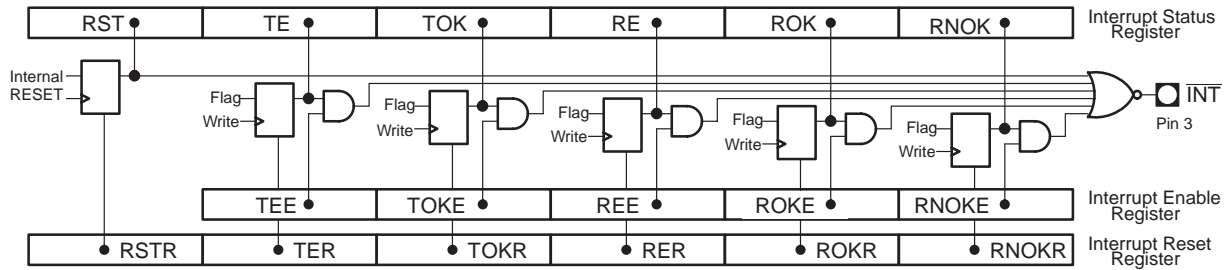 RST TE TOK RE ROK RNOK Interrupt Status
Register
Internal
RESET
Flag
Write
Flag
Write
Flag
Write
Flag
Write
Flag
Write
INT
Pin 3
TEE TOKE REE ROKE RNOKE Interrupt Enable
Register
RSTR TER TOKR RER ROKR RNOKR Interrupt Reset
Register